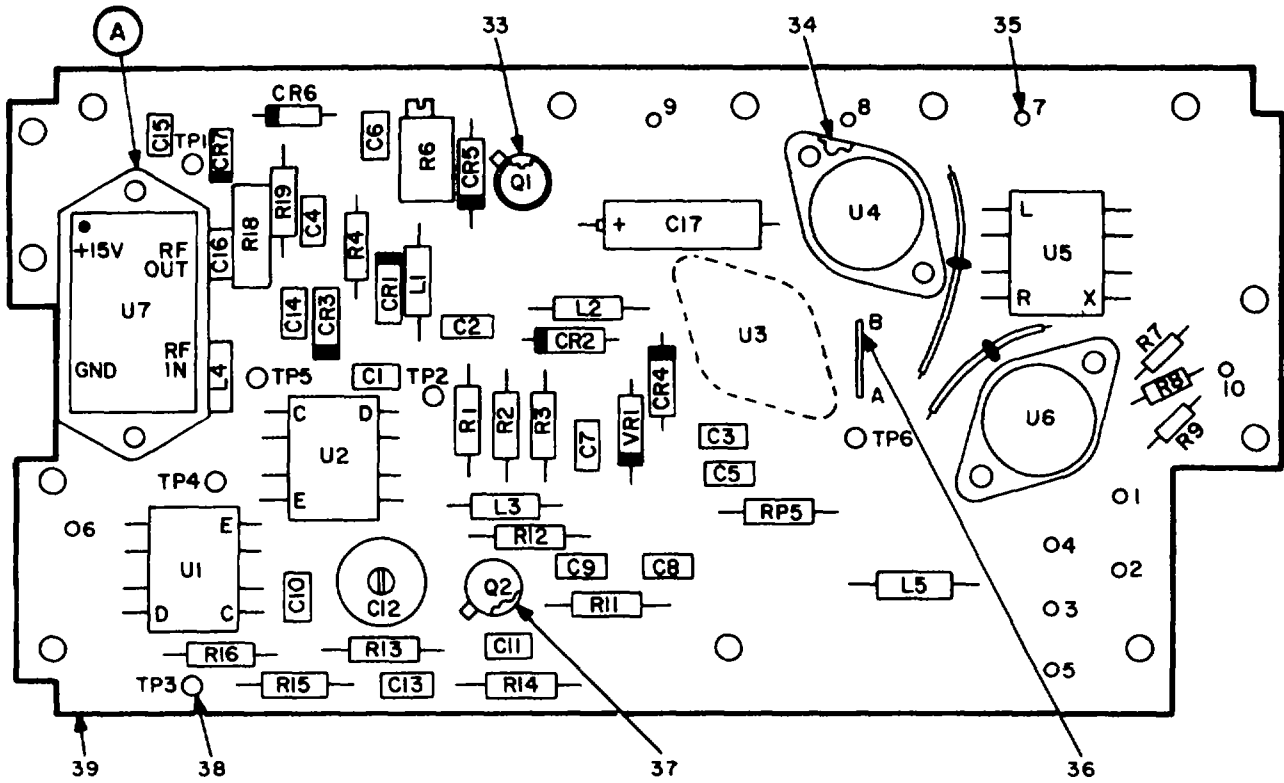 A
33
34
35
CR6
9
8
7
C15
TP1
CR7
C6
R6
CR5
Q1
R19
R18
C4
R4
C16
+15V
RF
OUT
U7
GND
RF
IN
L4
C14
CR3
CR1
L1
C2
+
C17
U4
L
U5
R
X
L2
CR2
U3
B
A
CR4
R7
R8
R9
10
TP5
C1
TP2
C
D
U2
E
R1
R2
R3
C7
VR1
C3
C5
TP6
U6
TP4
L3
R12
RP5
1
6
E
U1
D
C
C10
C12
Q2
C9
C8
R11
L5
4
2
3
5
R16
R13
C11
TP3
R15
C13
R14
39
38
37
36